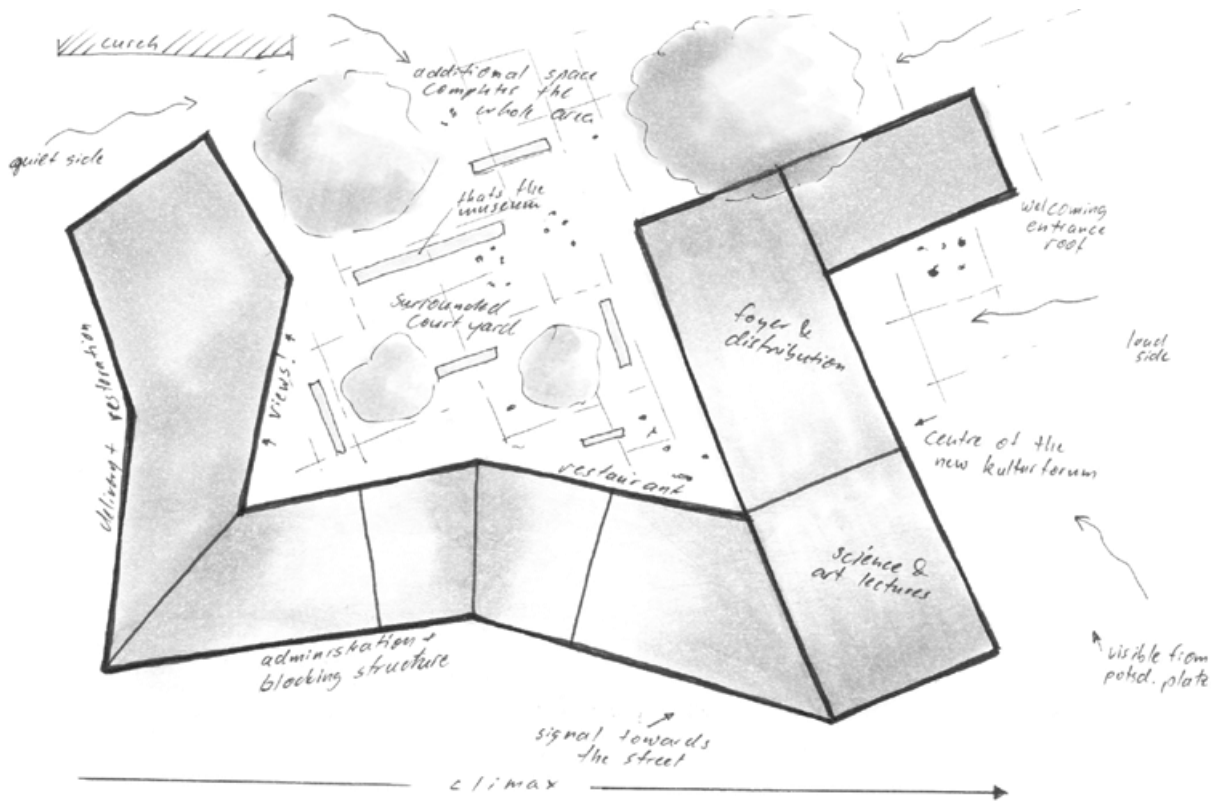 curch
additional space
completes the
whole area
quiet side
thats the
museum
welcoming
entrance
roof
surrounded
court yard
foyer &
distribution
loud
side
delivery + restoration
views!
restaurant
centre of the
new kulturforum
science &
art lectures
administration +
blocking structure
visible from
potsd. platz
signal towards
the street
climax